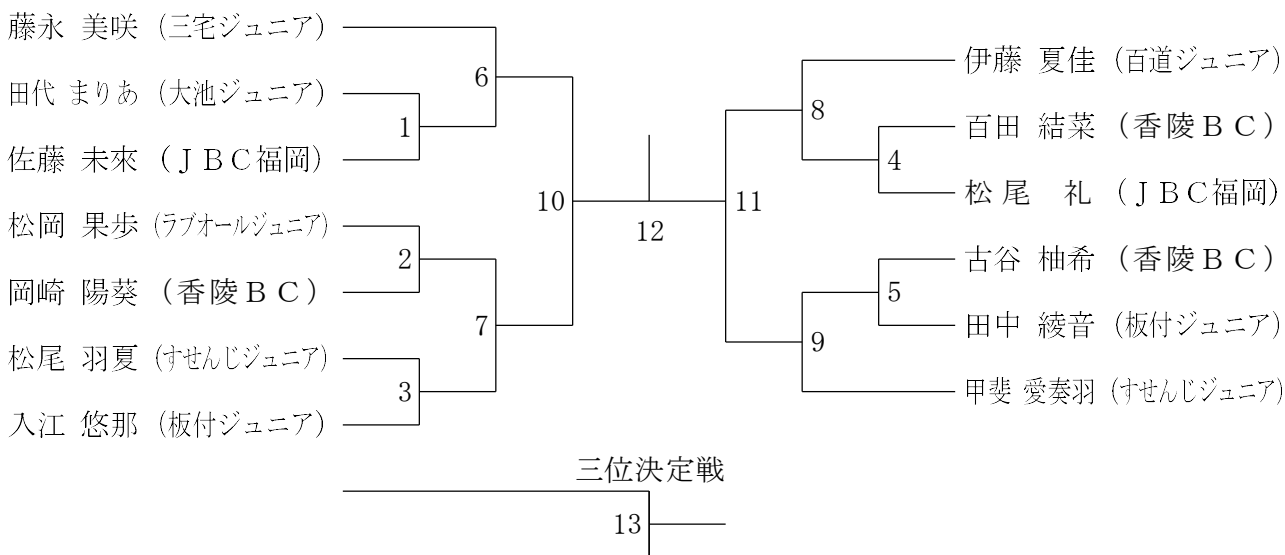 藤永 美咲 (三宅ジュニア)
田代 まりあ (大池ジュニア)
佐藤 未來 (ＪＢＣ福岡)
松岡 果歩 (ラブオールジュニア)
岡崎 陽葵 (香陵ＢＣ)
松尾 羽夏 (すせんじジュニア)
入江 悠那 (板付ジュニア)
6
1
2
7
3
10
12
11
8
4
5
9
伊藤 夏佳 (百道ジュニア)
百田 結菜 (香陵ＢＣ)
松尾　礼 (ＪＢＣ福岡)
古谷 柚希 (香陵ＢＣ)
田中 綾音 (板付ジュニア)
甲斐 愛奏羽 (すせんじジュニア)
三位決定戦
13